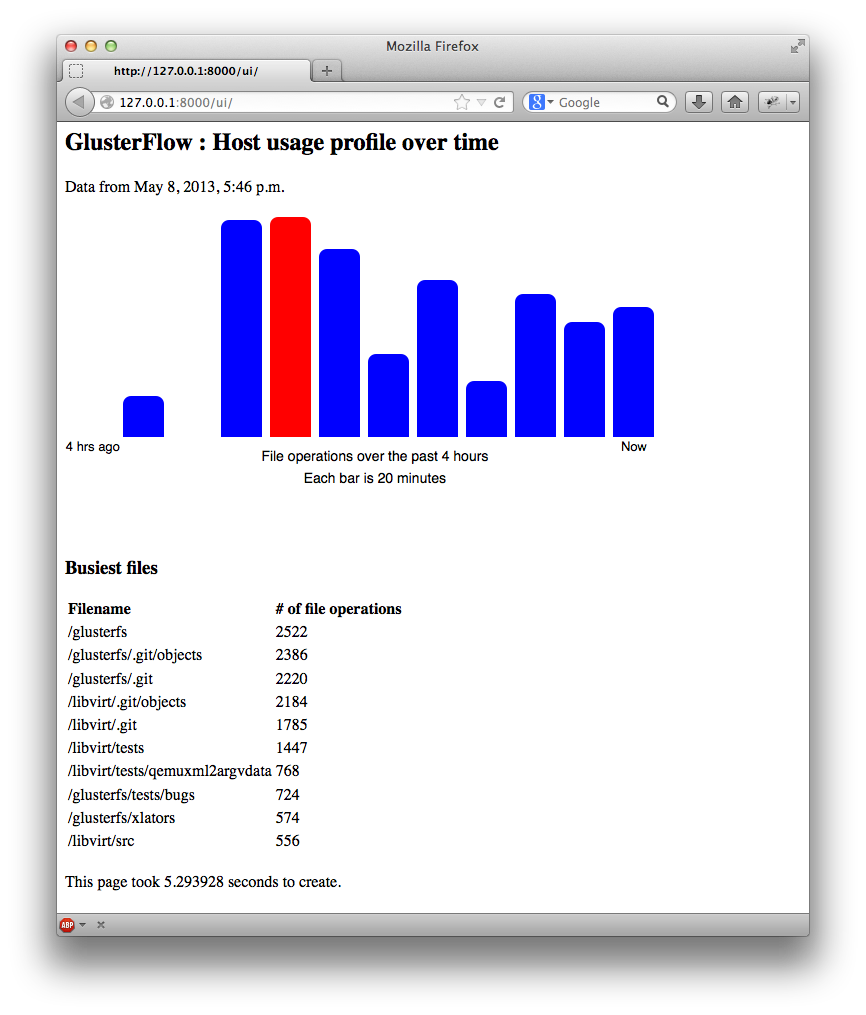 Mozilla Firefox
http://127.0.0.1:8000/ui/
127.0.0.1:8000/ui/
8 Google
GlusterFlow : Host usage profile over time
Data from May 8, 2013, 5:46 p.m.
4 hrs ago
Now
File operations over the past 4 hours
Each bar is 20 minutes
Busiest files
Filename # of file operations
/glusterfs 2522
/glusterfs/.git/objects 2386
/glusterfs/.git 2220
/libvirt/.git/objects 2184
/libvirt/.git 1785
/libvirt/tests 1447
/libvirt/tests/qemuxml2argvdata 768
/glusterfs/tests/bugs 724
/glusterfs/xlators 574
/libvirt/src 556
This page took 5.293928 seconds to create.
ABP